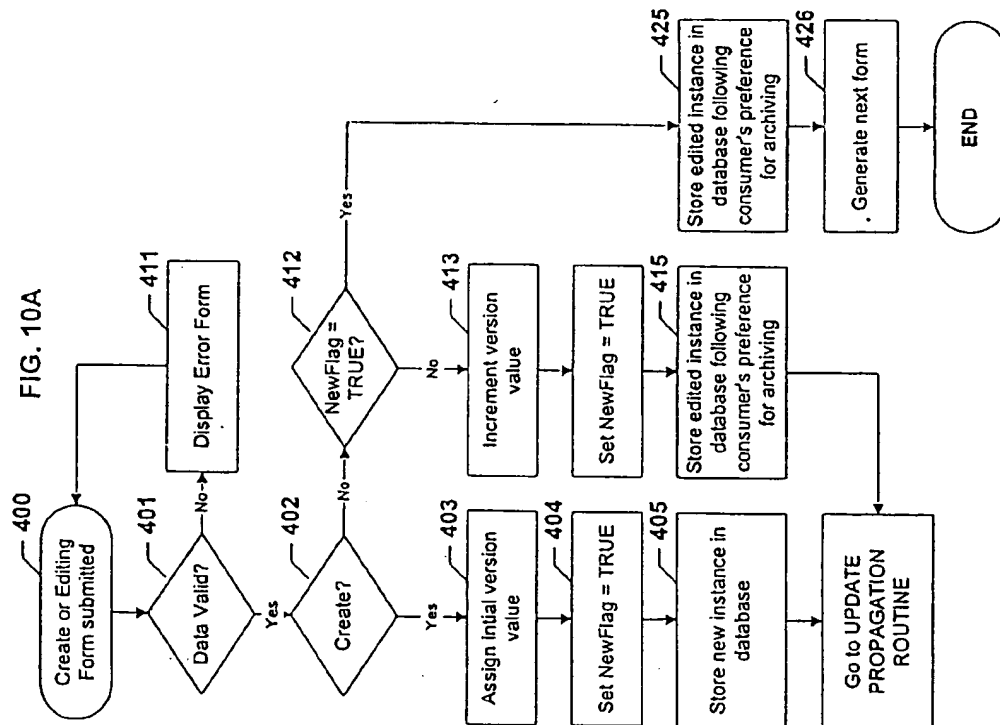 FIG. 10A
400
Create or Editing
Form submitted
401
Data Valid?
No
411
Display Error Form
Yes
402
Create?
No
412
NewFlag =
TRUE?
Yes
Yes
403
Assign Intial version
value
404
Set NewFlag = TRUE
405
Store new instance in
database
No
413
Increment version
value
Set NewFlag = TRUE
415
Store edited instance in
database following
consumer's preference
for archiving
Go to UPDATE
PROPAGATION
ROUTINE
425
Store edited instance in
database following
consumer's preference
for archiving
426
Generate next form
END